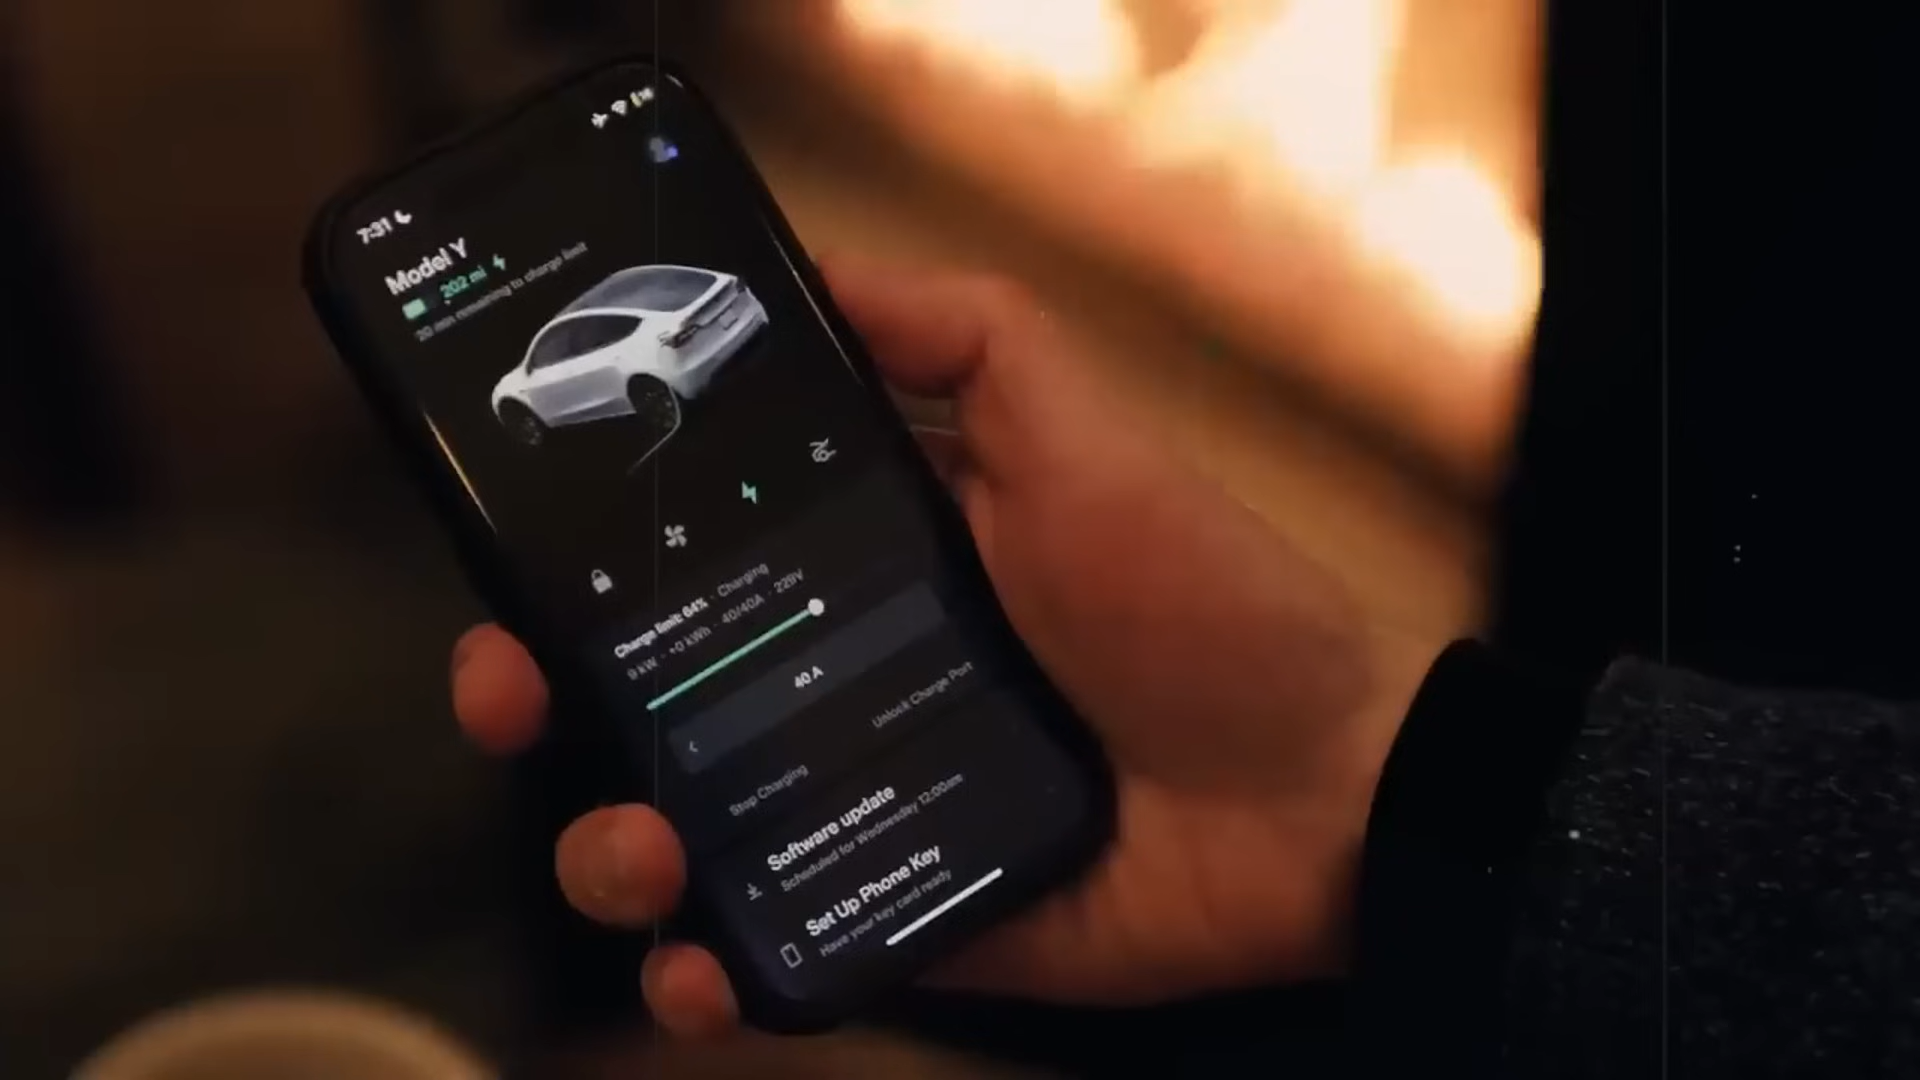 7:31
Model Y
202 mi
20 min remaining to charge limit
Charge limit: 64% · Charging
9 kW · +0 kWh · 40/40A · 229V
40 A
Stop Charging
Unlock Charge Port
Software update
Scheduled for Wednesday 12:00am
Set Up Phone Key
Have your key card ready